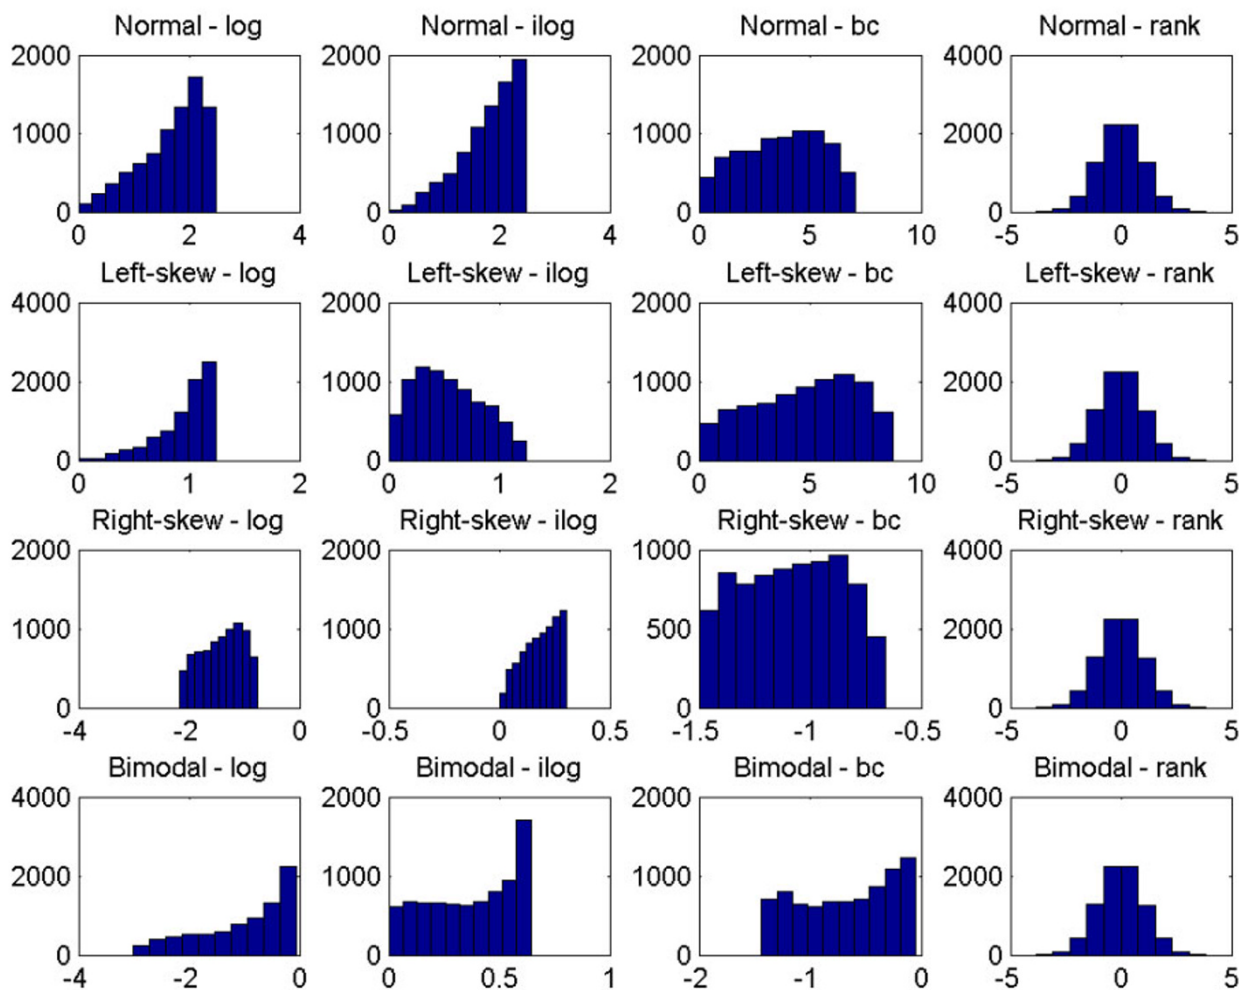 Normal - log Normal - ilog Normal - bc Normal - rank
2000 2000 2000 4000
1000 1000 1000 2000
0 0 0 0
0 2 4 0 2 4 0 5 10 -5 0 5
Left-skew - log Left-skew - ilog Left-skew - bc Left-skew - rank
4000 2000 2000 4000
2000 1000 1000 2000
0 0 0 0
0 1 2 0 1 2 0 5 10 -5 0 5
Right-skew - log Right-skew - ilog Right-skew - bc Right-skew - rank
2000 2000 1000 4000
1000 1000 500 2000
0 0 0 0
-4 -2 0 -0.5 0 0.5 -1.5 -1 -0.5 -5 0 5
Bimodal - log Bimodal - ilog Bimodal - bc Bimodal - rank
4000 2000 2000 4000
2000 1000 1000 2000
0 0 0 0
-4 -2 0 0 0.5 1 -2 -1 0 -5 0 5